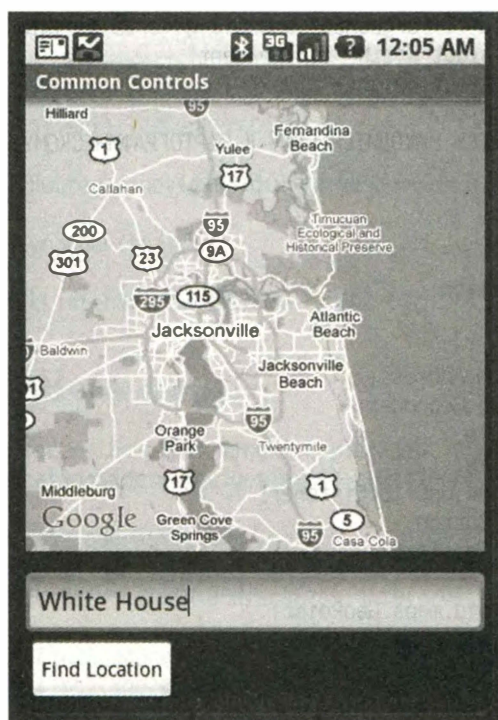 3G
12:05 AM
Common Controls
95
Hilliard
Fernandina
Beach
1
Yulee
17
Callahan
200
95
Timucuan
Ecological and
Historical Preserve
301
23
9A
295
115
Jacksonville
Atlantic
Beach
Baldwin
Jacksonville
Beach
Orange
Park
95
Twentymile
17
1
Middleburg
Google
Green Cove
Springs
95
5
Casa Cola
White House
Find Location